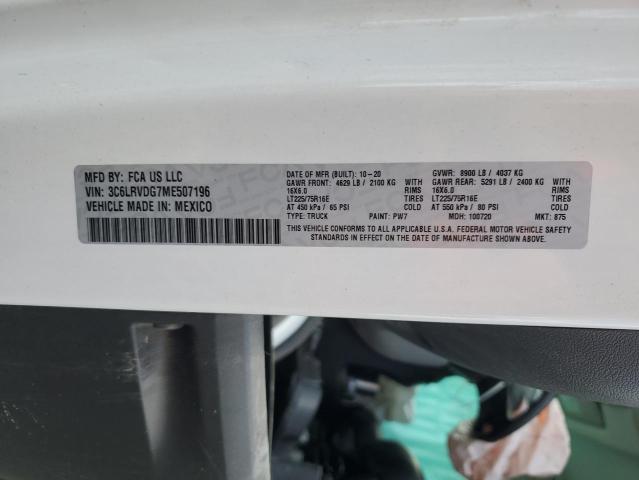 MFD BY: FCA US LLC
VIN: 3C6LRVDG7ME507196
VEHICLE MADE IN: MEXICO
DATE OF MFR (BUILT): 10-20 GVWR: 8900 LB / 4037 KG
GAWR FRONT: 4629 LB / 2100 KG WITH GAWR REAR: 5291 LB / 2400 KG WITH
16X6.0 RIMS 16X6.0 RIMS
LT225/75R16E TIRES LT225/75R16E TIRES
AT 450 kPa / 65 PSI COLD AT 550 kPa / 80 PSI COLD
TYPE: TRUCK PAINT: PW7 MDH: 100720 MKT: 875
THIS VEHICLE CONFORMS TO ALL APPLICABLE U.S.A. FEDERAL MOTOR VEHICLE SAFETY
STANDARDS IN EFFECT ON THE DATE OF MANUFACTURE SHOWN ABOVE.